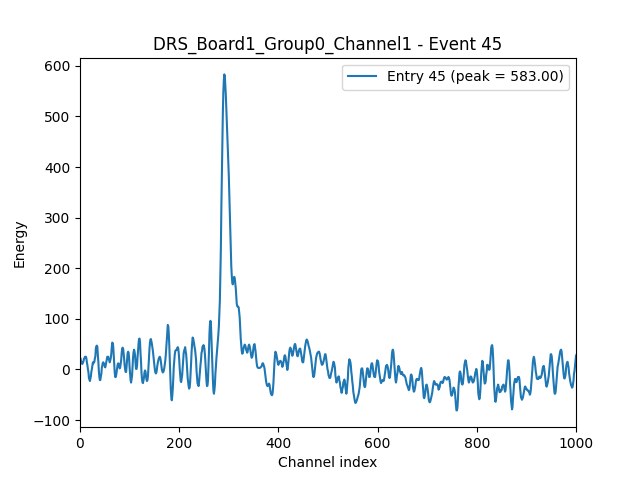 DRS_Board1_Group0_Channel1 - Event 45
Entry 45 (peak = 583.00)
600
500
400
300
200
100
0
−100
Energy
0 200 400 600 800 1000
Channel index